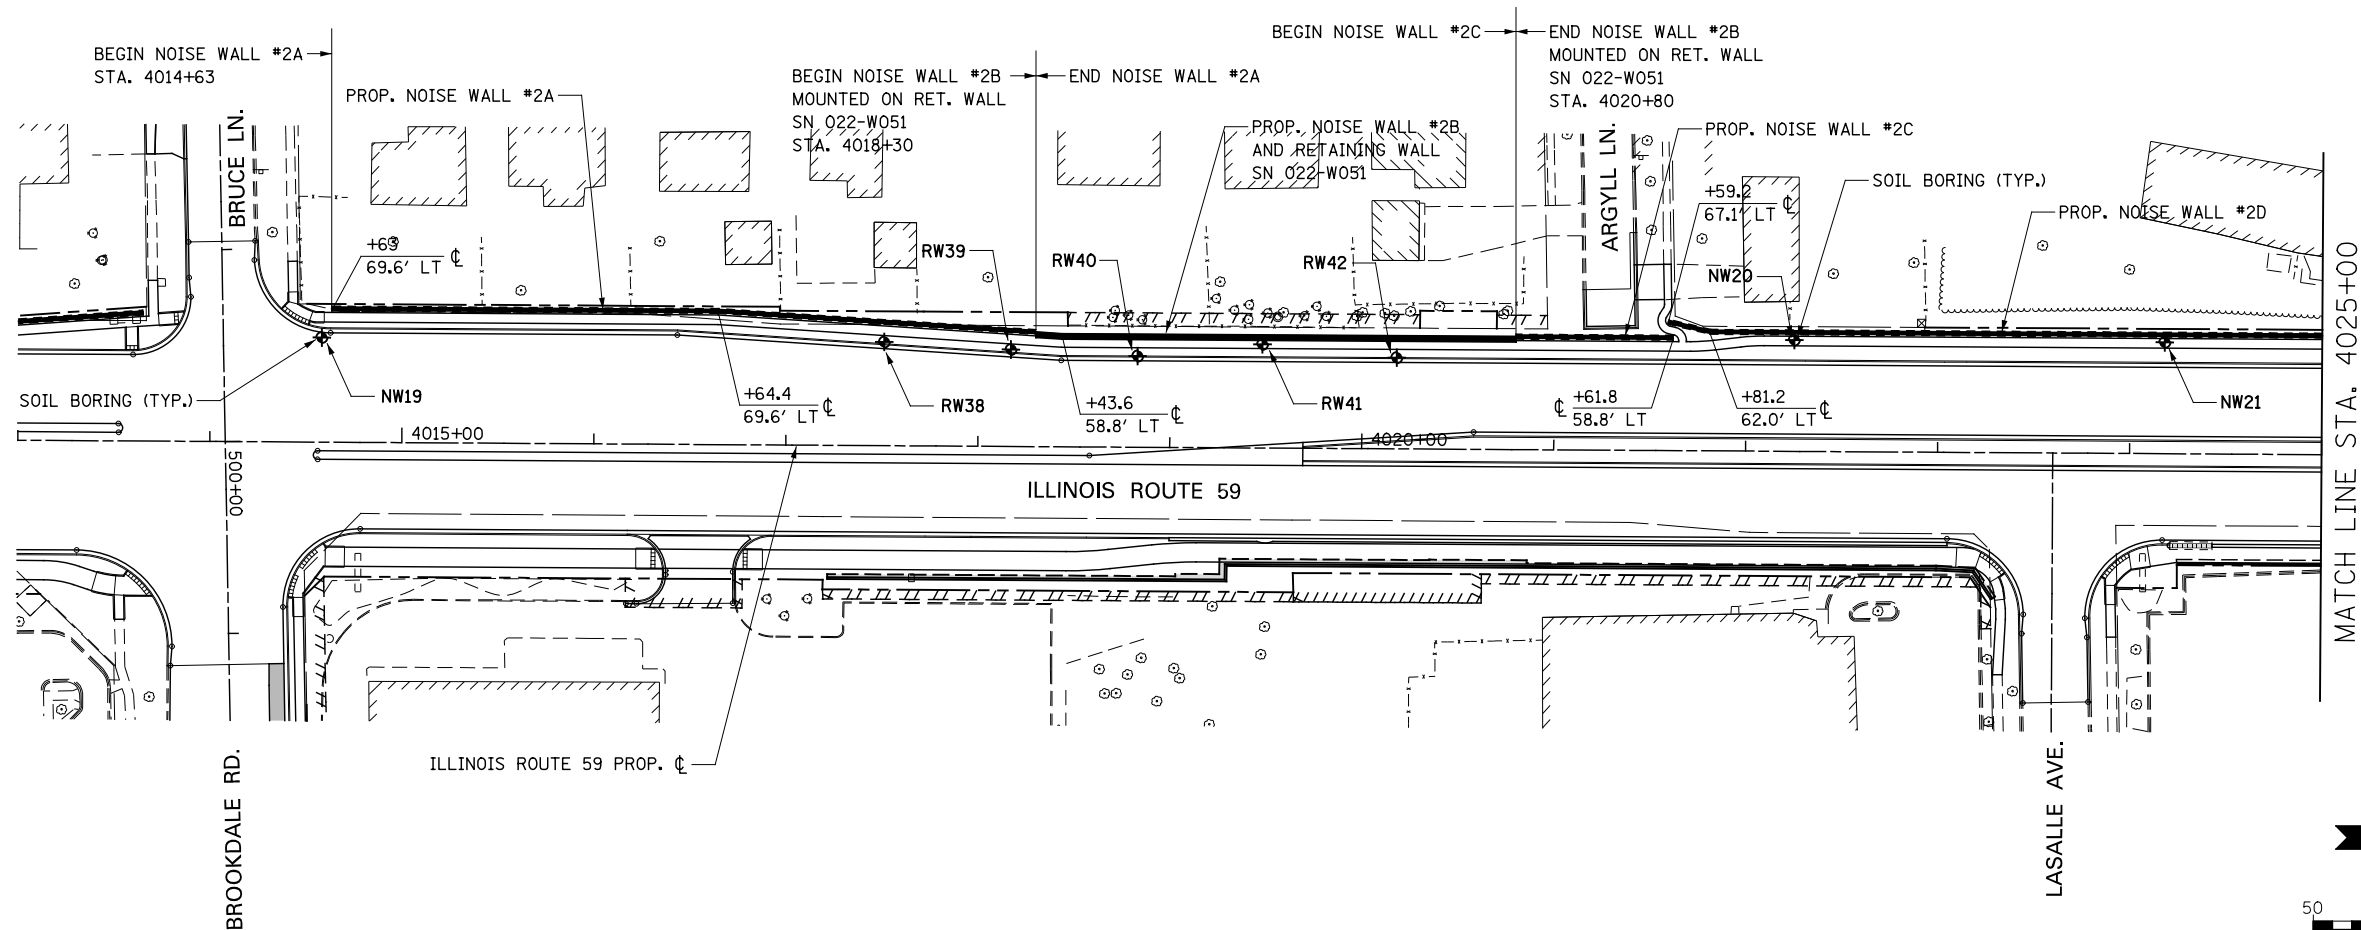 BEGIN NOISE WALL #2A
STA. 4014+63
PROP. NOISE WALL #2A
BEGIN NOISE WALL #2B
MOUNTED ON RET. WALL
SN 022-W051
STA. 4018+30
END NOISE WALL #2A
BEGIN NOISE WALL #2C
END NOISE WALL #2B
MOUNTED ON RET. WALL
SN 022-W051
STA. 4020+80
PROP. NOISE WALL #2B
AND RETAINING WALL
SN 022-W051
PROP. NOISE WALL #2C
SOIL BORING (TYP.)
PROP. NOISE WALL #2D
BRUCE LN.
ARGYLL LN.
+63
69.6' LT ℄
+59.2
67.1' LT ℄
RW39
RW40
RW42
NW20
SOIL BORING (TYP.)
NW19
+64.4
69.6' LT ℄
RW38
+43.6
58.8' LT ℄
RW41
℄ +61.8
58.8' LT
+81.2
62.0' LT ℄
NW21
4015+00
4020+00
500+00
ILLINOIS ROUTE 59
MATCH LINE STA. 4025+00
ILLINOIS ROUTE 59 PROP. ℄
BROOKDALE RD.
LASALLE AVE.
50